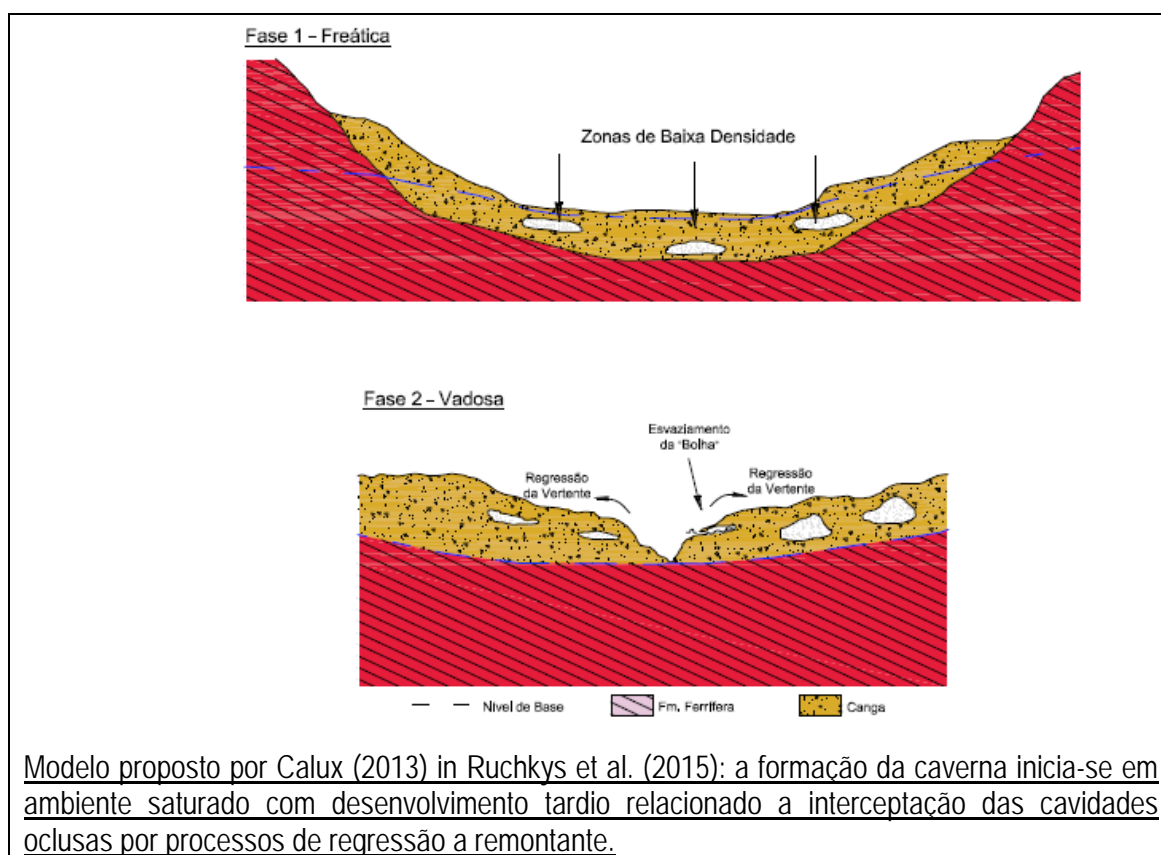 Fase 1 – Freática
Zonas de Baixa Densidade
Fase 2 – Vadosa
Esvaziamento
da "Bolha"
Regressão
da Vertente
Regressão
da Vertente
Nivel de Base
Fm. Ferrífera
Canga
Modelo proposto por Calux (2013) in Ruchkys et al. (2015): a formação da caverna inicia-se em
ambiente saturado com desenvolvimento tardio relacionado a interceptação das cavidades
oclusas por processos de regressão a remontante.